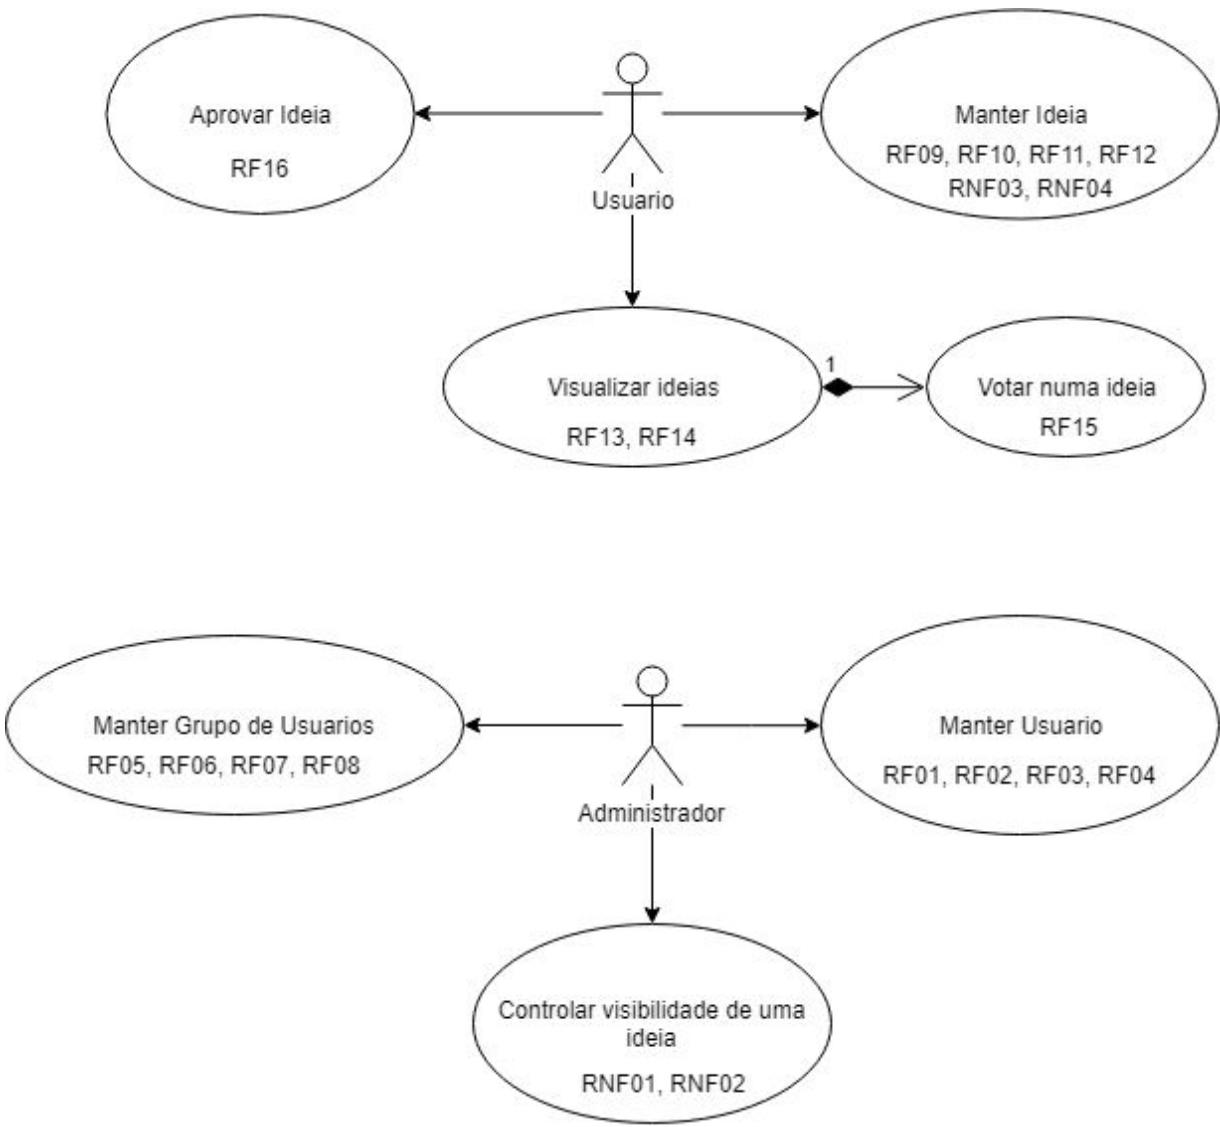 Aprovar Ideia
RF16
Usuario
Manter Ideia
RF09, RF10, RF11, RF12
RNF03, RNF04
Visualizar ideias
RF13, RF14
1
Votar numa ideia
RF15
Manter Grupo de Usuarios
RF05, RF06, RF07, RF08
Administrador
Manter Usuario
RF01, RF02, RF03, RF04
Controlar visibilidade de uma
ideia
RNF01, RNF02